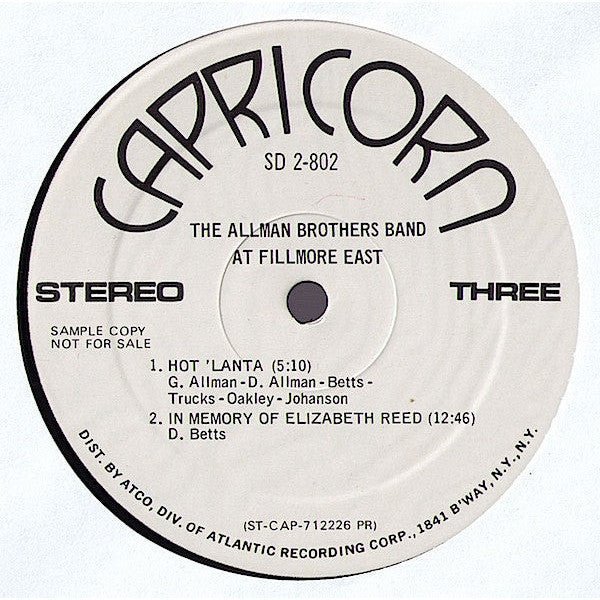 CAPRICORN
SD 2-802
THE ALLMAN BROTHERS BAND
AT FILLMORE EAST
STEREO
THREE
SAMPLE COPY
NOT FOR SALE
1. HOT 'LANTA (5:10)
G. Allman-D. Allman-Betts-
Trucks-Oakley-Johanson
2. IN MEMORY OF ELIZABETH REED (12:46)
D. Betts
(ST-CAP-712226 PR)
DIST. BY ATCO, DIV. OF ATLANTIC RECORDING CORP., 1841 B'WAY, N.Y., N.Y.